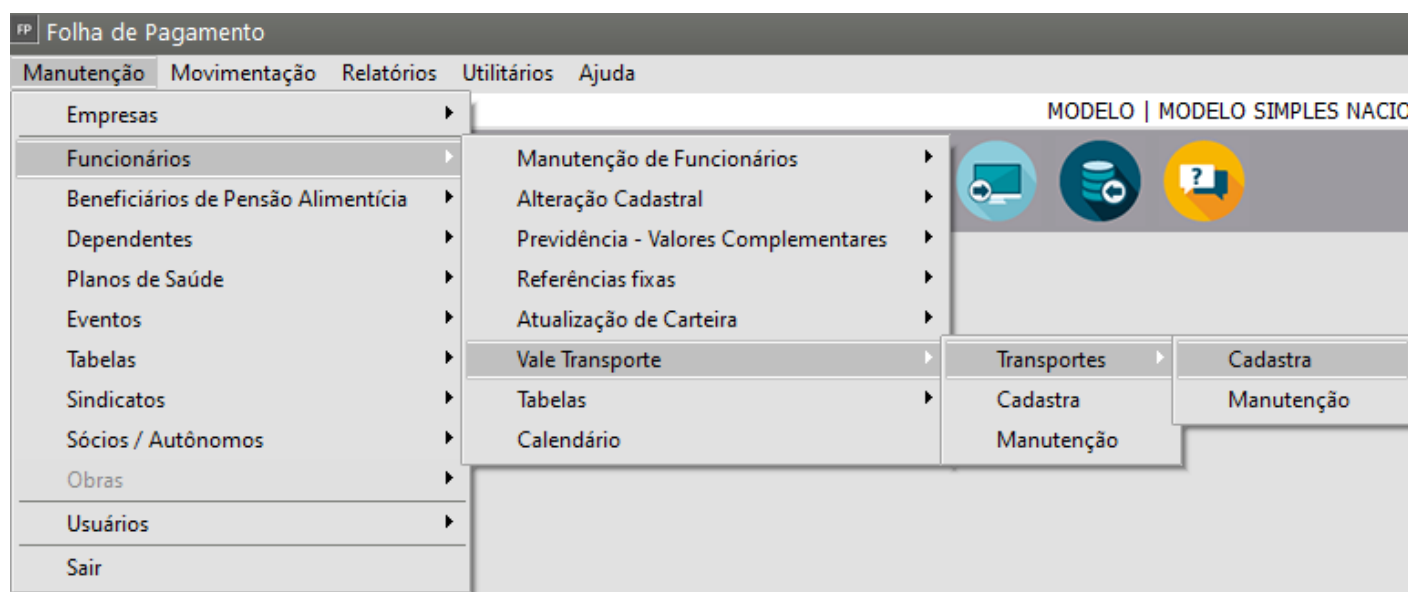 FP Folha de Pagamento
Manutenção Movimentação Relatórios Utilitários Ajuda
MODELO | MODELO SIMPLES NACIO
Empresas
Funcionários
Beneficiários de Pensão Alimentícia
Dependentes
Planos de Saúde
Eventos
Tabelas
Sindicatos
Sócios / Autônomos
Obras
Usuários
Sair
Manutenção de Funcionários
Alteração Cadastral
Previdência - Valores Complementares
Referências fixas
Atualização de Carteira
Vale Transporte
Tabelas
Calendário
Transportes
Cadastra
Manutenção
Cadastra
Manutenção
?